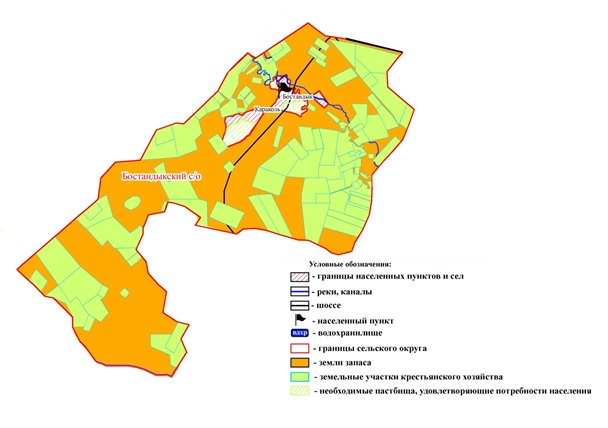 Бостандык
Караколь
Бостандыкский с/о
Условные обозначения:
- границы населенных пунктов и сел
- реки, каналы
- шоссе
- населенный пункт
вдхр - водохранилище
- границы сельского округа
- земли запаса
- земельные участки крестьянского хозяйства
- необходимые пастбища, удовлетворяющие потребности населения